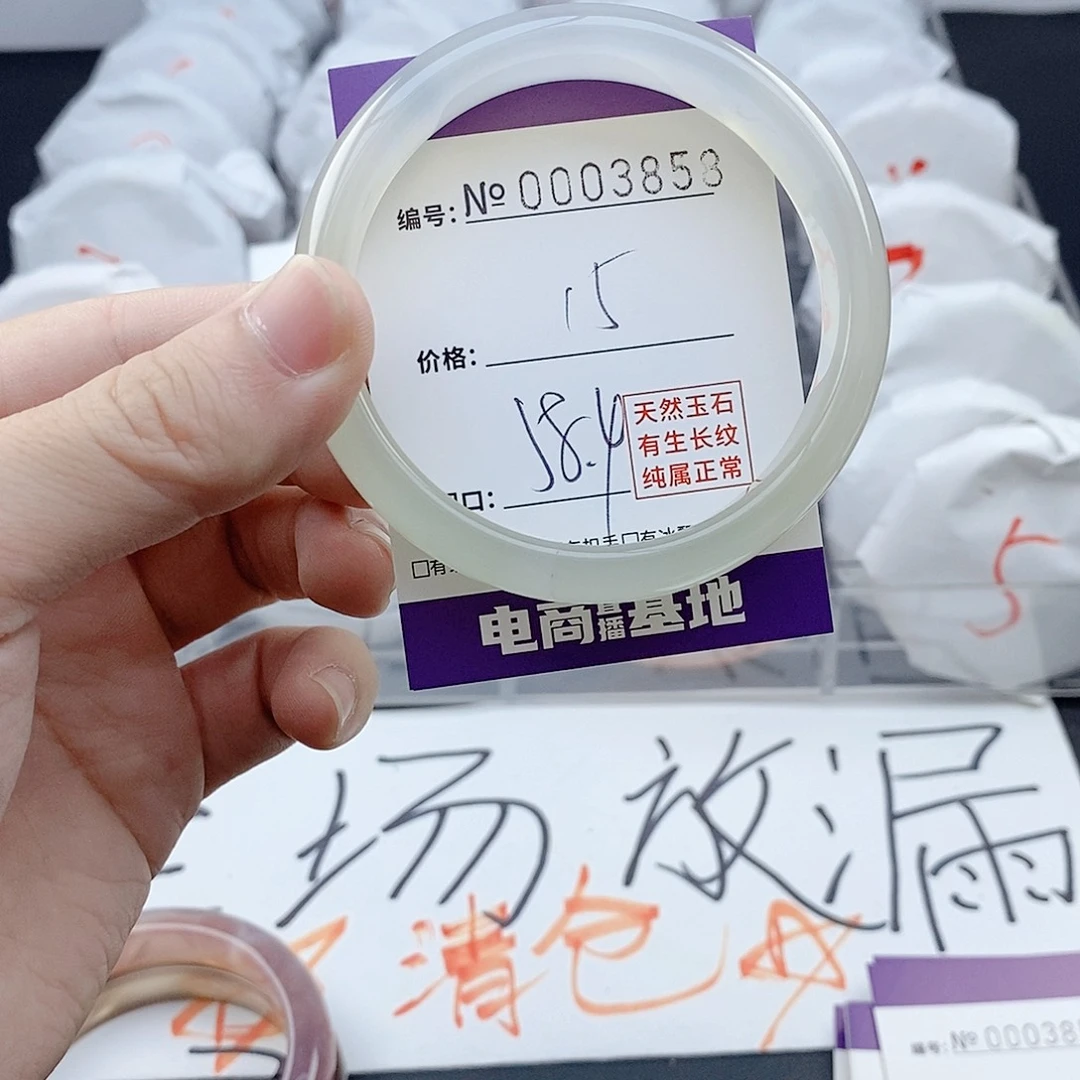 编号: № 0003858
15
价格:
58.4
天然玉石
有生长纹
纯属正常
口:
口有
电商直播基地
场放漏
清仓
5
编号: № 00038